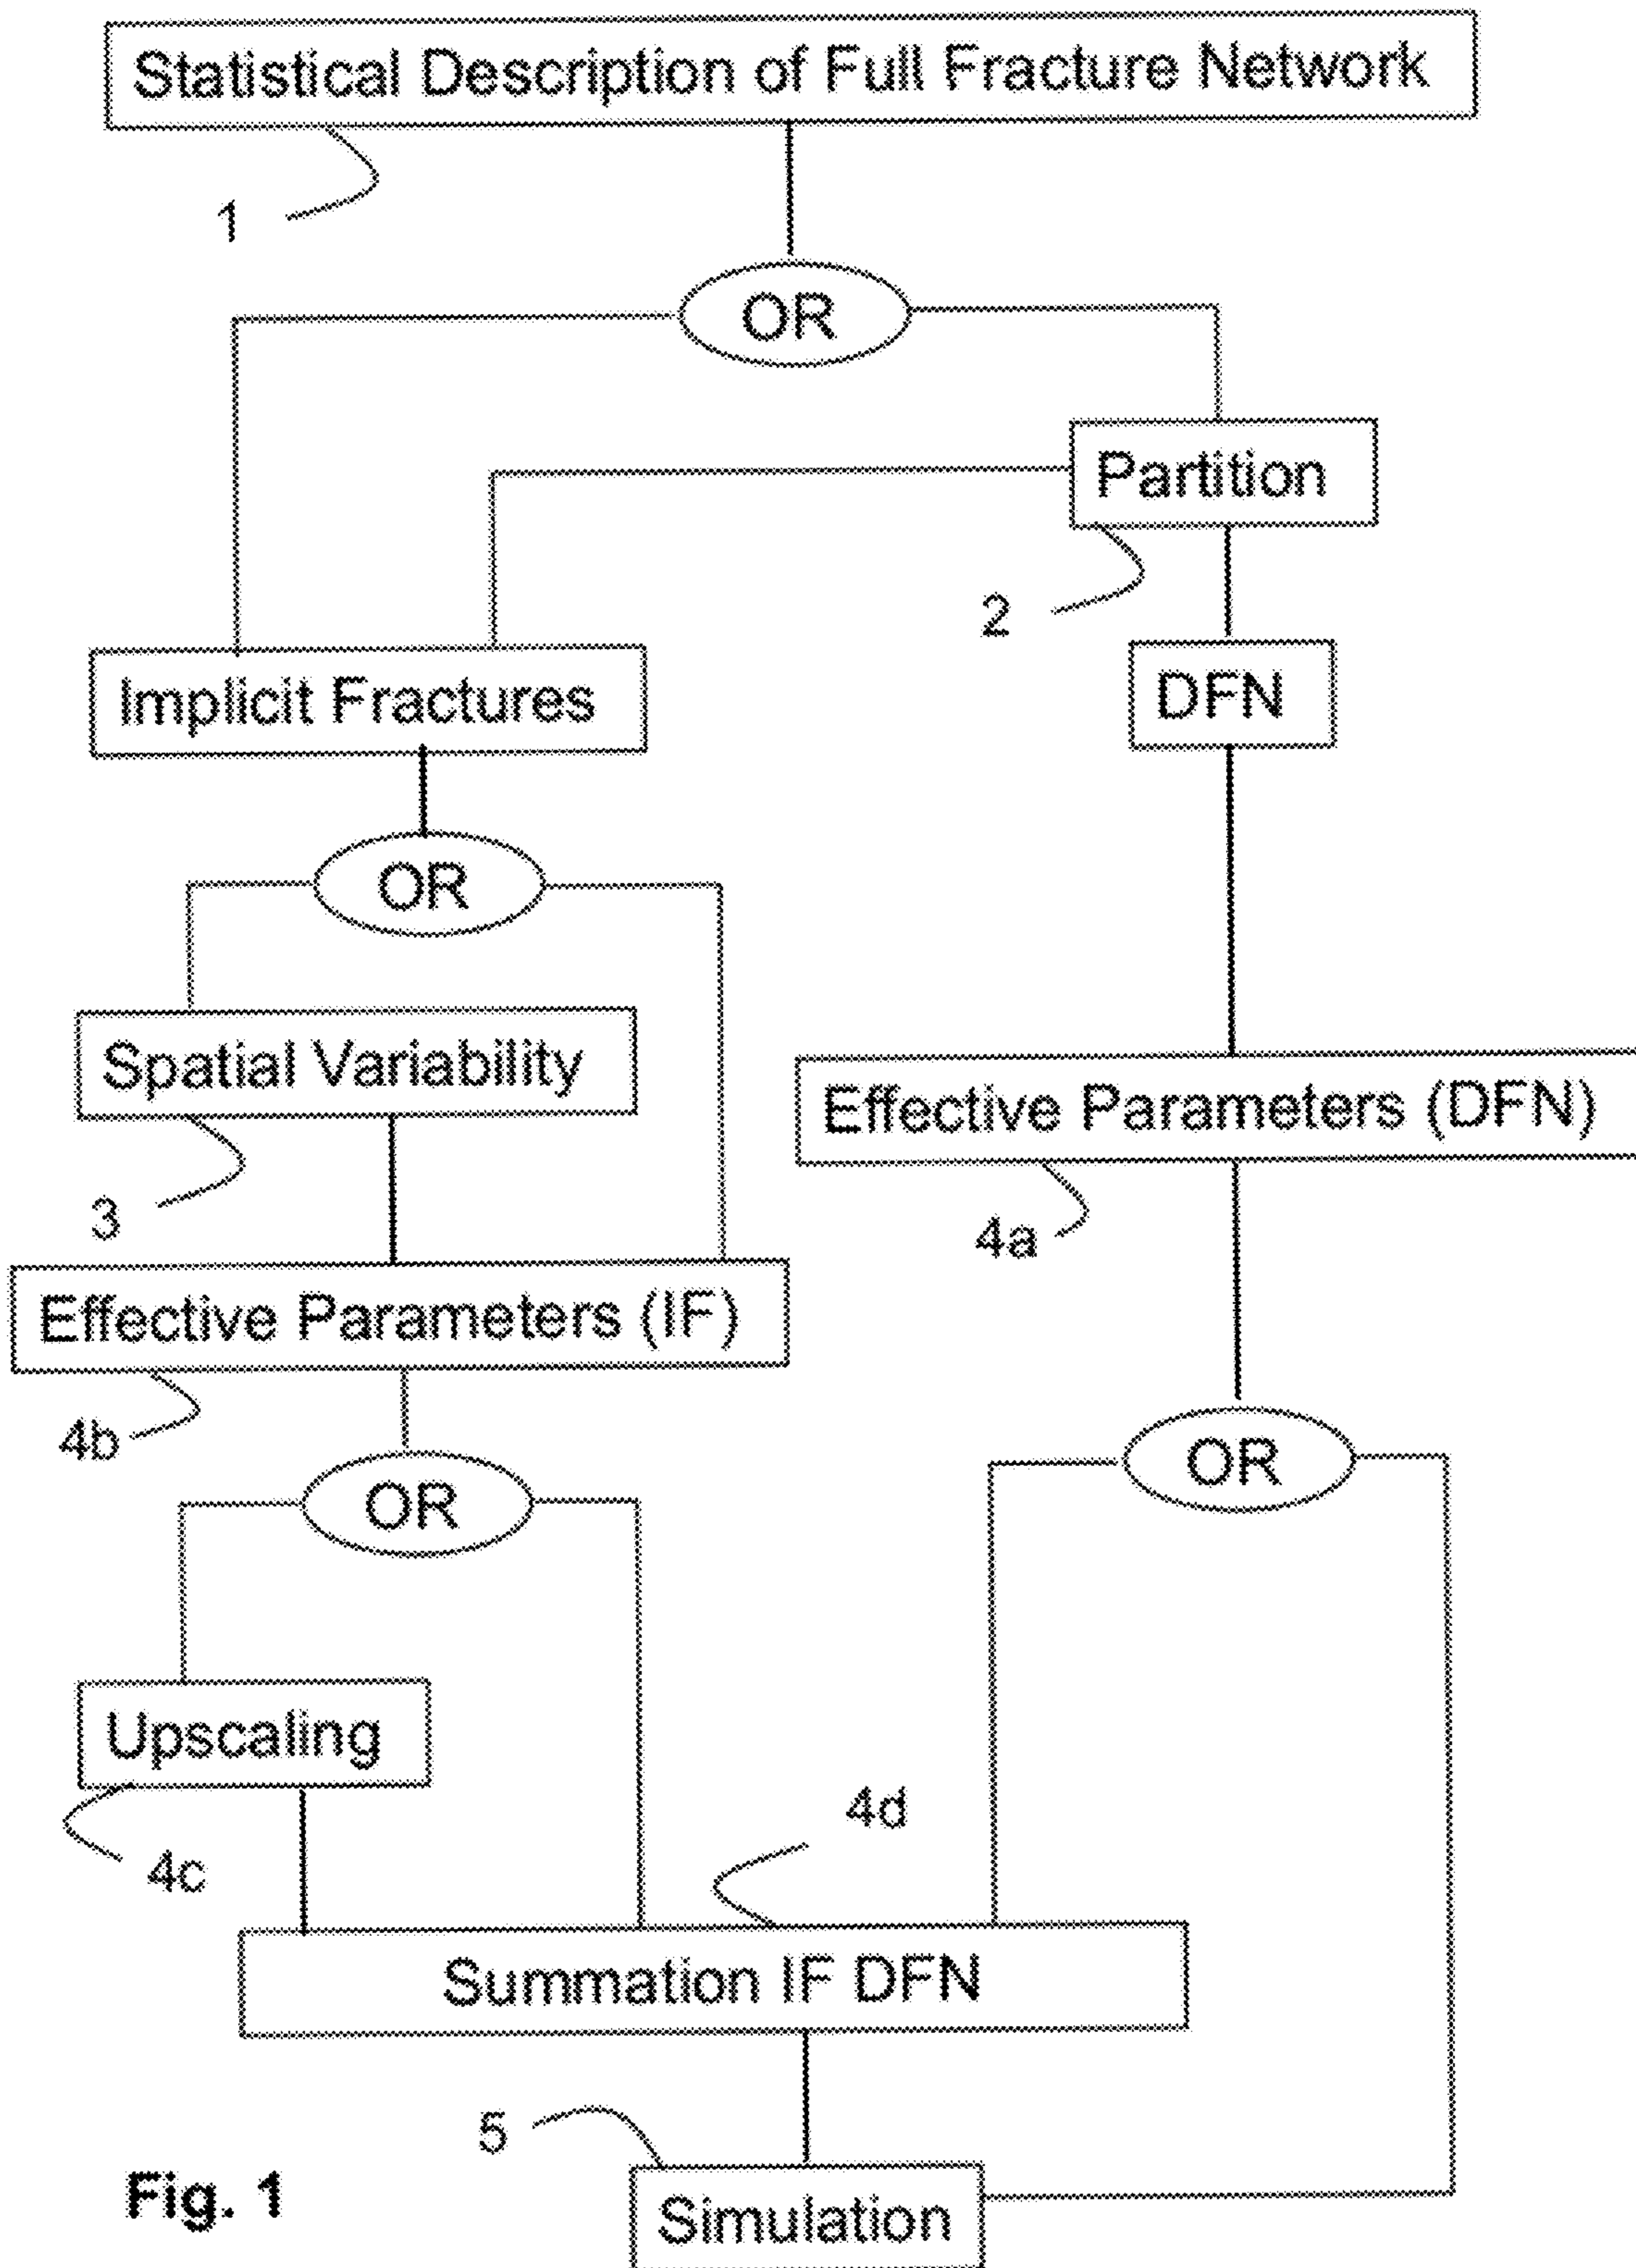 Statistical Description of Full Fracture Network
1
OR
Partition
2
Implicit Fractures
DFN
OR
Spatial Variability
Effective Parameters (DFN)
3
4a
Effective Parameters (IF)
4b
OR
OR
Upscaling
4d
4c
Summation IF DFN
5
Fig. 1
Simulation